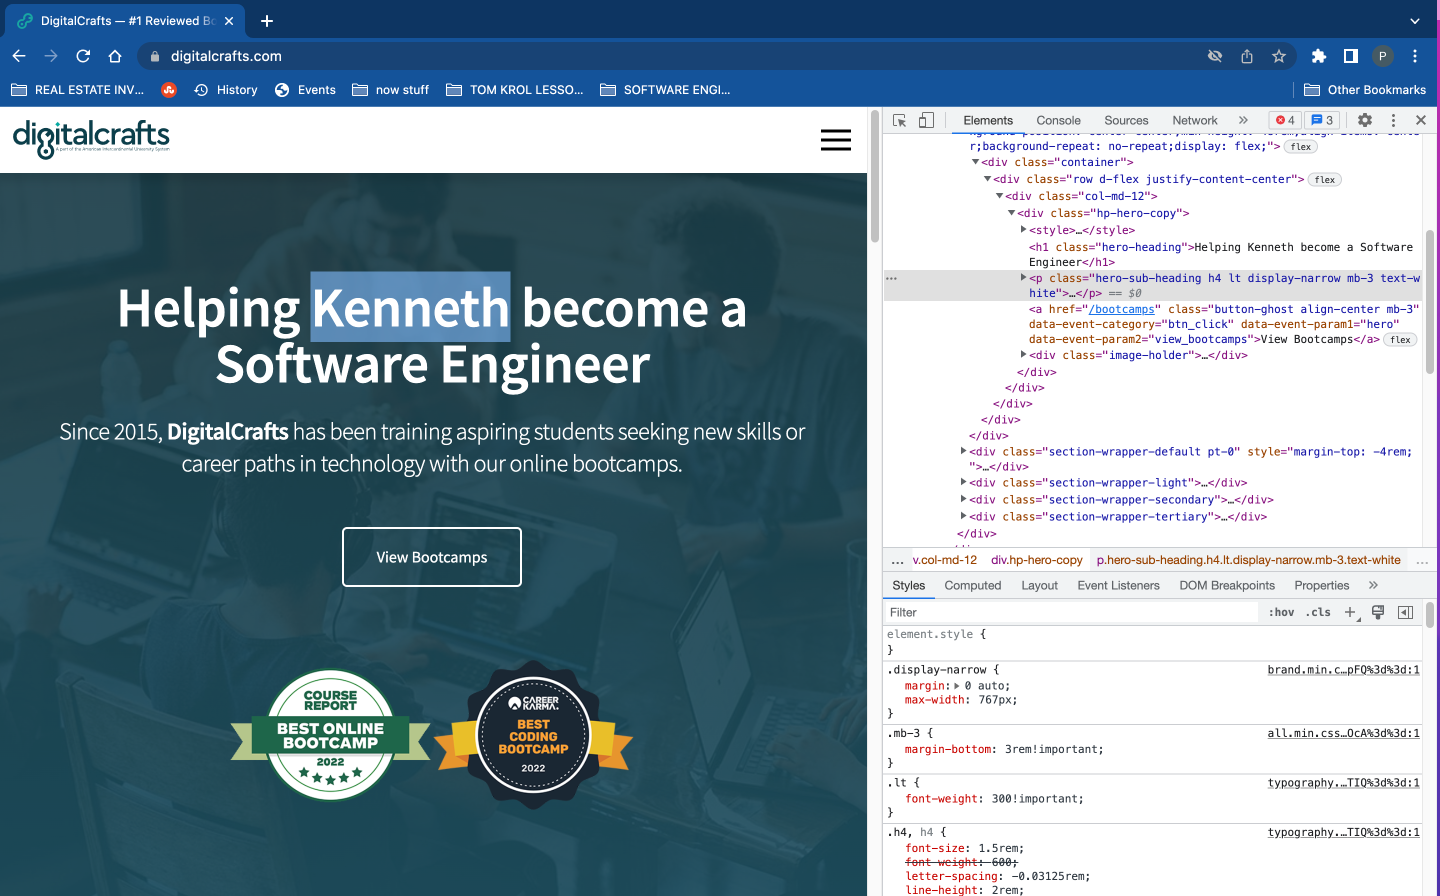 DigitalCrafts — #1 Reviewed Bo
digitalcrafts.com
P
REAL ESTATE INV...
History
Events
now stuff
TOM KROL LESSO...
SOFTWARE ENGI...
Other Bookmarks
digitalcrafts
A part of the American InterContinental University System
Helping Kenneth become a
Software Engineer
Since 2015, DigitalCrafts has been training aspiring students seeking new skills or
career paths in technology with our online bootcamps.
View Bootcamps
COURSE
REPORT
BEST ONLINE
BOOTCAMP
2022
CAREER
KARMA.
BEST
CODING
BOOTCAMP
2022
Elements Console Sources Network » 4 3
r;background-repeat: no-repeat;display: flex;"> flex
<div class="container">
<div class="row d-flex justify-content-center"> flex
<div class="col-md-12">
<div class="hp-hero-copy">
<style>…</style>
<h1 class="hero-heading">Helping Kenneth become a Software
Engineer</h1>
<p class="hero-sub-heading h4 lt display-narrow mb-3 text-w
hite">…</p> == $0
<a href="/bootcamps" class="button-ghost align-center mb-3"
data-event-category="btn_click" data-event-param1="hero"
data-event-param2="view_bootcamps">View Bootcamps</a> flex
<div class="image-holder">…</div>
</div>
</div>
</div>
</div>
</div>
<div class="section-wrapper-default pt-0" style="margin-top: -4rem;
">…</div>
<div class="section-wrapper-light">…</div>
<div class="section-wrapper-secondary">…</div>
<div class="section-wrapper-tertiary">…</div>
</div>
... v.col-md-12 div.hp-hero-copy p.hero-sub-heading.h4.lt.display-narrow.mb-3.text-white ...
Styles Computed Layout Event Listeners DOM Breakpoints Properties »
Filter :hov .cls +
element.style {
}
.display-narrow { brand.min.c…pFQ%3d%3d:1
margin: 0 auto;
max-width: 767px;
}
.mb-3 { all.min.css…OcA%3d%3d:1
margin-bottom: 3rem!important;
}
.lt { typography.…TIQ%3d%3d:1
font-weight: 300!important;
}
.h4, h4 { typography.…TIQ%3d%3d:1
font-size: 1.5rem;
font-weight: 600;
letter-spacing: -0.03125rem;
line-height: 2rem;